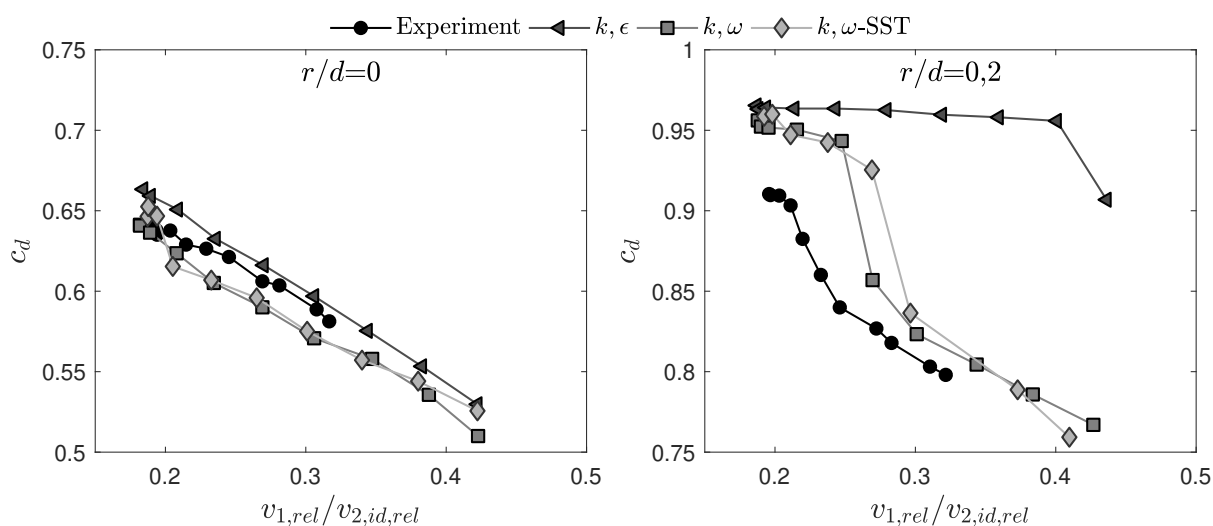 Experiment k, ϵ k, ω k, ω-SST
r/d=0
0.75
0.7
0.65
0.6
0.55
0.5
c_d
0.2 0.3 0.4 0.5
v_{1,rel}/v_{2,id,rel}
r/d=0,2
1
0.95
0.9
0.85
0.8
0.75
c_d
0.2 0.3 0.4 0.5
v_{1,rel}/v_{2,id,rel}